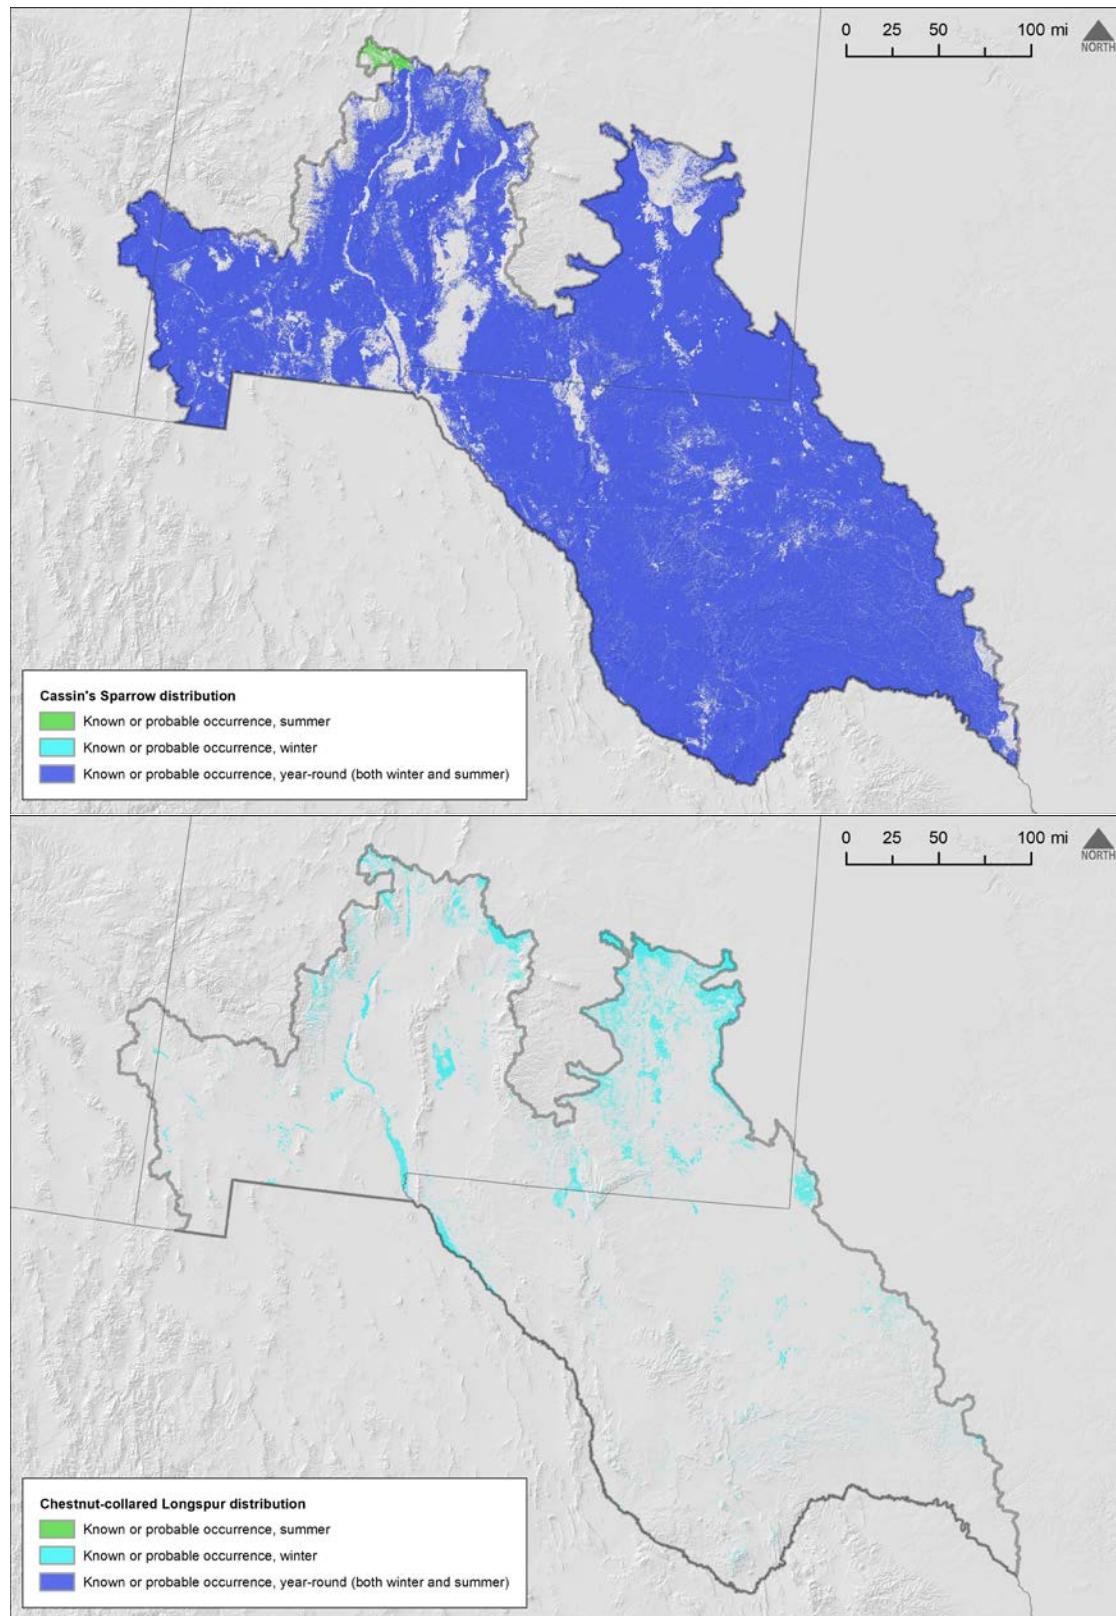 0 25 50 100 mi
NORTH
Cassin's Sparrow distribution
Known or probable occurrence, summer
Known or probable occurrence, winter
Known or probable occurrence, year-round (both winter and summer)
0 25 50 100 mi
NORTH
Chestnut-collared Longspur distribution
Known or probable occurrence, summer
Known or probable occurrence, winter
Known or probable occurrence, year-round (both winter and summer)